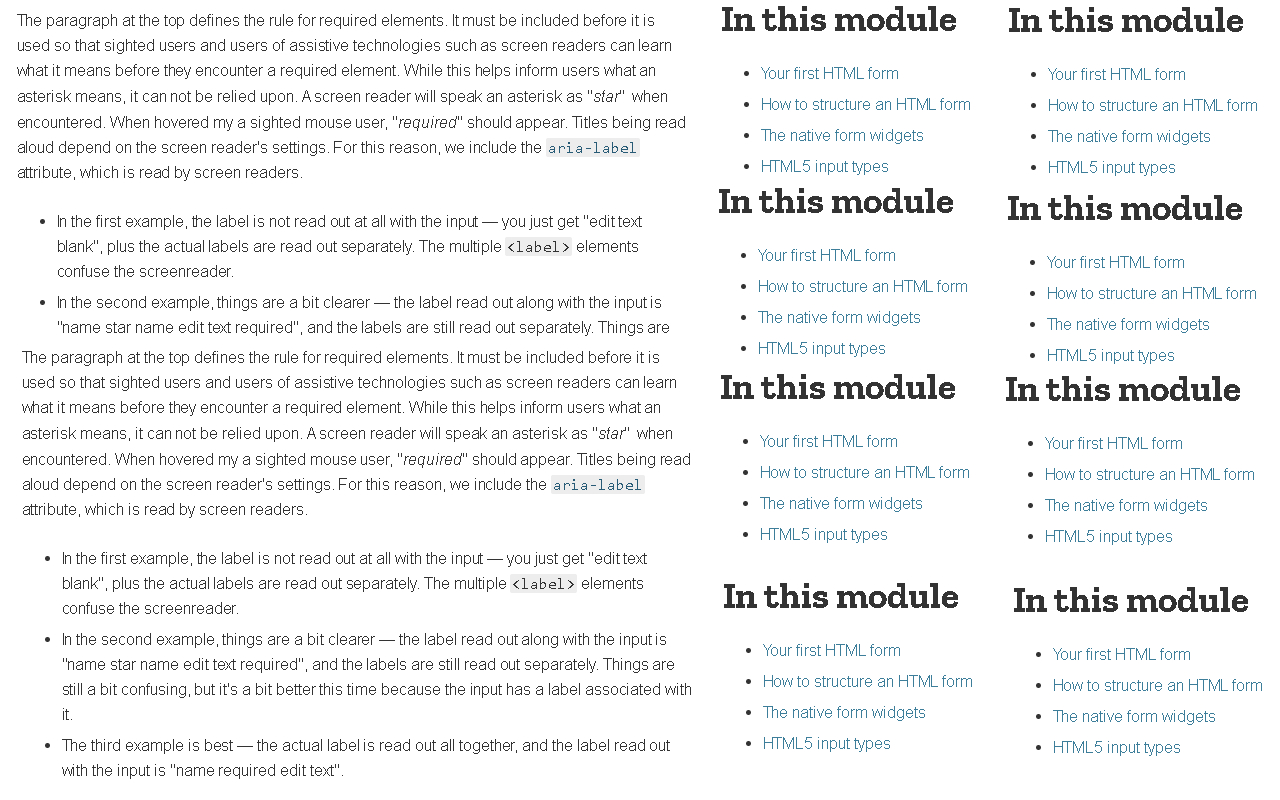 The paragraph at the top defines the rule for required elements. It must be included before it is
used so that sighted users and users of assistive technologies such as screen readers can learn
what it means before they encounter a required element. While this helps inform users what an
asterisk means, it can not be relied upon. A screen reader will speak an asterisk as "star" when
encountered. When hovered my a sighted mouse user, "required" should appear. Titles being read
aloud depend on the screen reader's settings. For this reason, we include the aria-label
attribute, which is read by screen readers.
• In the first example, the label is not read out at all with the input — you just get "edit text
blank", plus the actual labels are read out separately. The multiple <label> elements
confuse the screenreader.
• In the second example, things are a bit clearer — the label read out along with the input is
"name star name edit text required", and the labels are still read out separately. Things are
The paragraph at the top defines the rule for required elements. It must be included before it is
used so that sighted users and users of assistive technologies such as screen readers can learn
what it means before they encounter a required element. While this helps inform users what an
asterisk means, it can not be relied upon. A screen reader will speak an asterisk as "star" when
encountered. When hovered my a sighted mouse user, "required" should appear. Titles being read
aloud depend on the screen reader's settings. For this reason, we include the aria-label
attribute, which is read by screen readers.
• In the first example, the label is not read out at all with the input — you just get "edit text
blank", plus the actual labels are read out separately. The multiple <label> elements
confuse the screenreader.
• In the second example, things are a bit clearer — the label read out along with the input is
"name star name edit text required", and the labels are still read out separately. Things are
still a bit confusing, but it's a bit better this time because the input has a label associated with
it.
• The third example is best — the actual label is read out all together, and the label read out
with the input is "name required edit text".
In this module
• Your first HTML form
• How to structure an HTML form
• The native form widgets
• HTML5 input types
In this module
• Your first HTML form
• How to structure an HTML form
• The native form widgets
• HTML5 input types
In this module
• Your first HTML form
• How to structure an HTML form
• The native form widgets
• HTML5 input types
In this module
• Your first HTML form
• How to structure an HTML form
• The native form widgets
• HTML5 input types
In this module
• Your first HTML form
• How to structure an HTML form
• The native form widgets
• HTML5 input types
In this module
• Your first HTML form
• How to structure an HTML form
• The native form widgets
• HTML5 input types
In this module
• Your first HTML form
• How to structure an HTML form
• The native form widgets
• HTML5 input types
In this module
• Your first HTML form
• How to structure an HTML form
• The native form widgets
• HTML5 input types